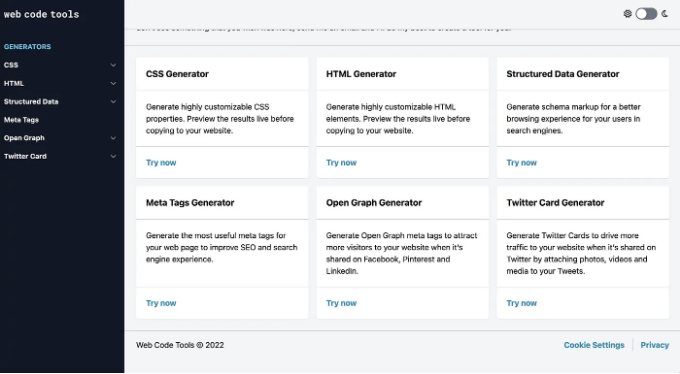 web code tools
GENERATORS
CSS
HTML
Structured Data
Meta Tags
Open Graph
Twitter Card
CSS Generator
Generate highly customizable CSS
properties. Preview the results live before
copying to your website.
Try now
HTML Generator
Generate highly customizable HTML
elements. Preview the results live before
copying to your website.
Try now
Structured Data Generator
Generate schema markup for a better
browsing experience for your users in
search engines.
Try now
Meta Tags Generator
Generate the most useful meta tags for
your web page to improve SEO and search
engine experience.
Try now
Open Graph Generator
Generate Open Graph meta tags to attract
more visitors to your website when it's
shared on Facebook, Pinterest and
LinkedIn.
Try now
Twitter Card Generator
Generate Twitter Cards to drive more
traffic to your website when it's shared on
Twitter by attaching photos, videos and
media to your Tweets.
Try now
Web Code Tools © 2022
Cookie Settings
Privacy